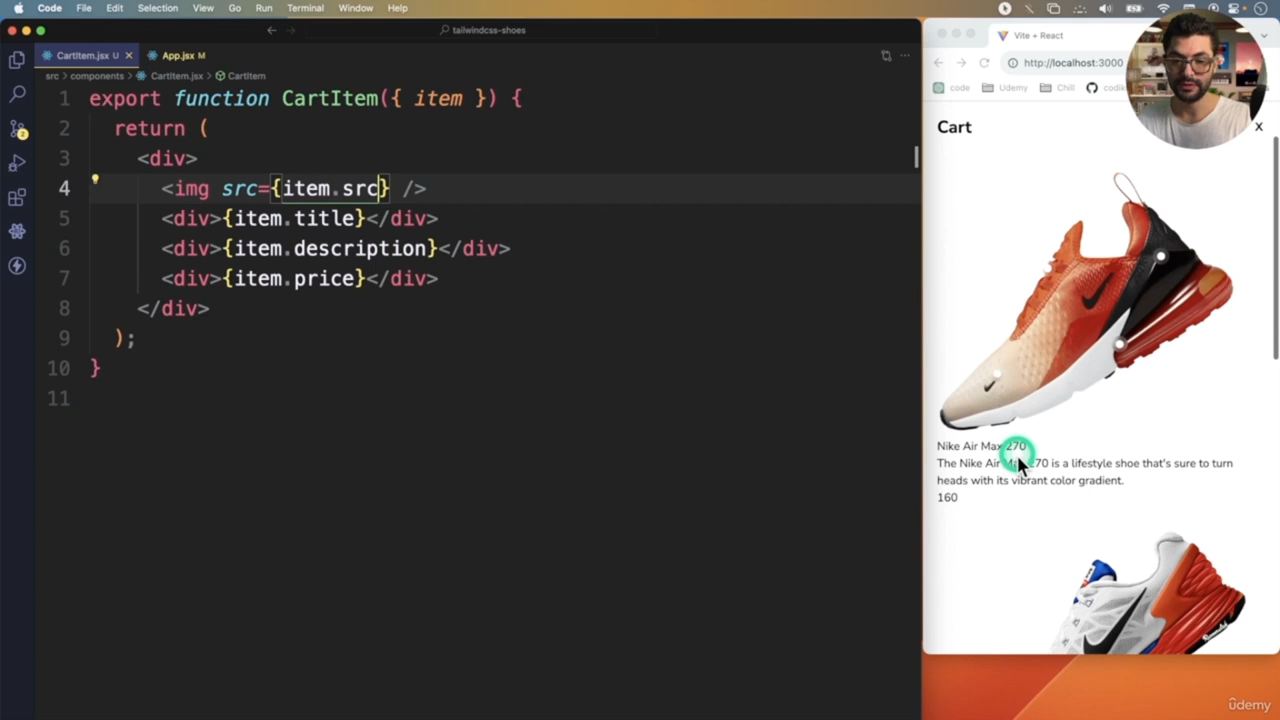 Code File Edit Selection View Go Run Terminal Window Help
tailwindcss-shoes
CartItem.jsx U App.jsx M
src › components › CartItem.jsx › CartItem
1 export function CartItem({ item }) {
2 return (
3 <div>
4 <img src={item.src} />
5 <div>{item.title}</div>
6 <div>{item.description}</div>
7 <div>{item.price}</div>
8 </div>
9 );
10 }
11
Vite + React
http://localhost:3000
code Udemy Chill
Cart X
Nike Air Max 270
The Nike Air 270 is a lifestyle shoe that's sure to turn
heads with its vibrant color gradient.
160
ûdemy